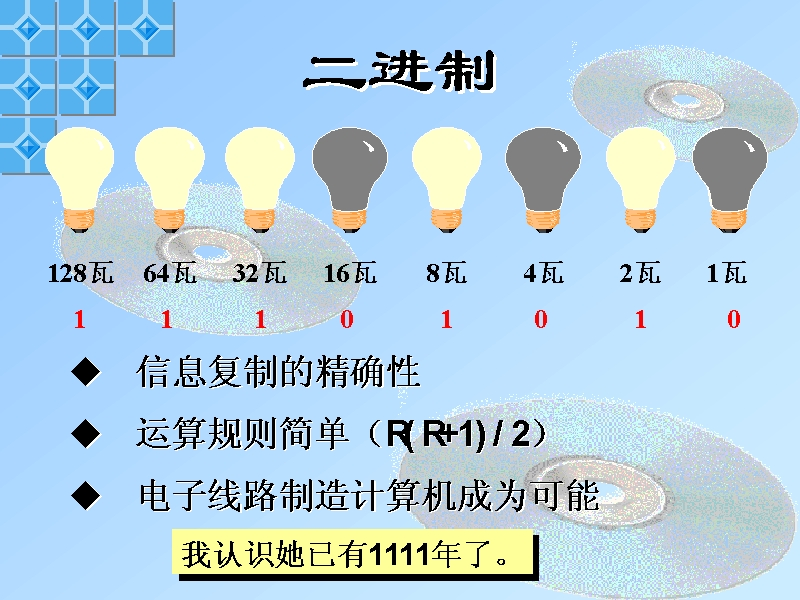 二进制
128瓦 64瓦 32瓦 16瓦 8瓦 4瓦 2瓦 1瓦
1 1 1 0 1 0 1 0
◆ 信息复制的精确性
◆ 运算规则简单（R( R+1) / 2）
◆ 电子线路制造计算机成为可能
我认识她已有1111年了。